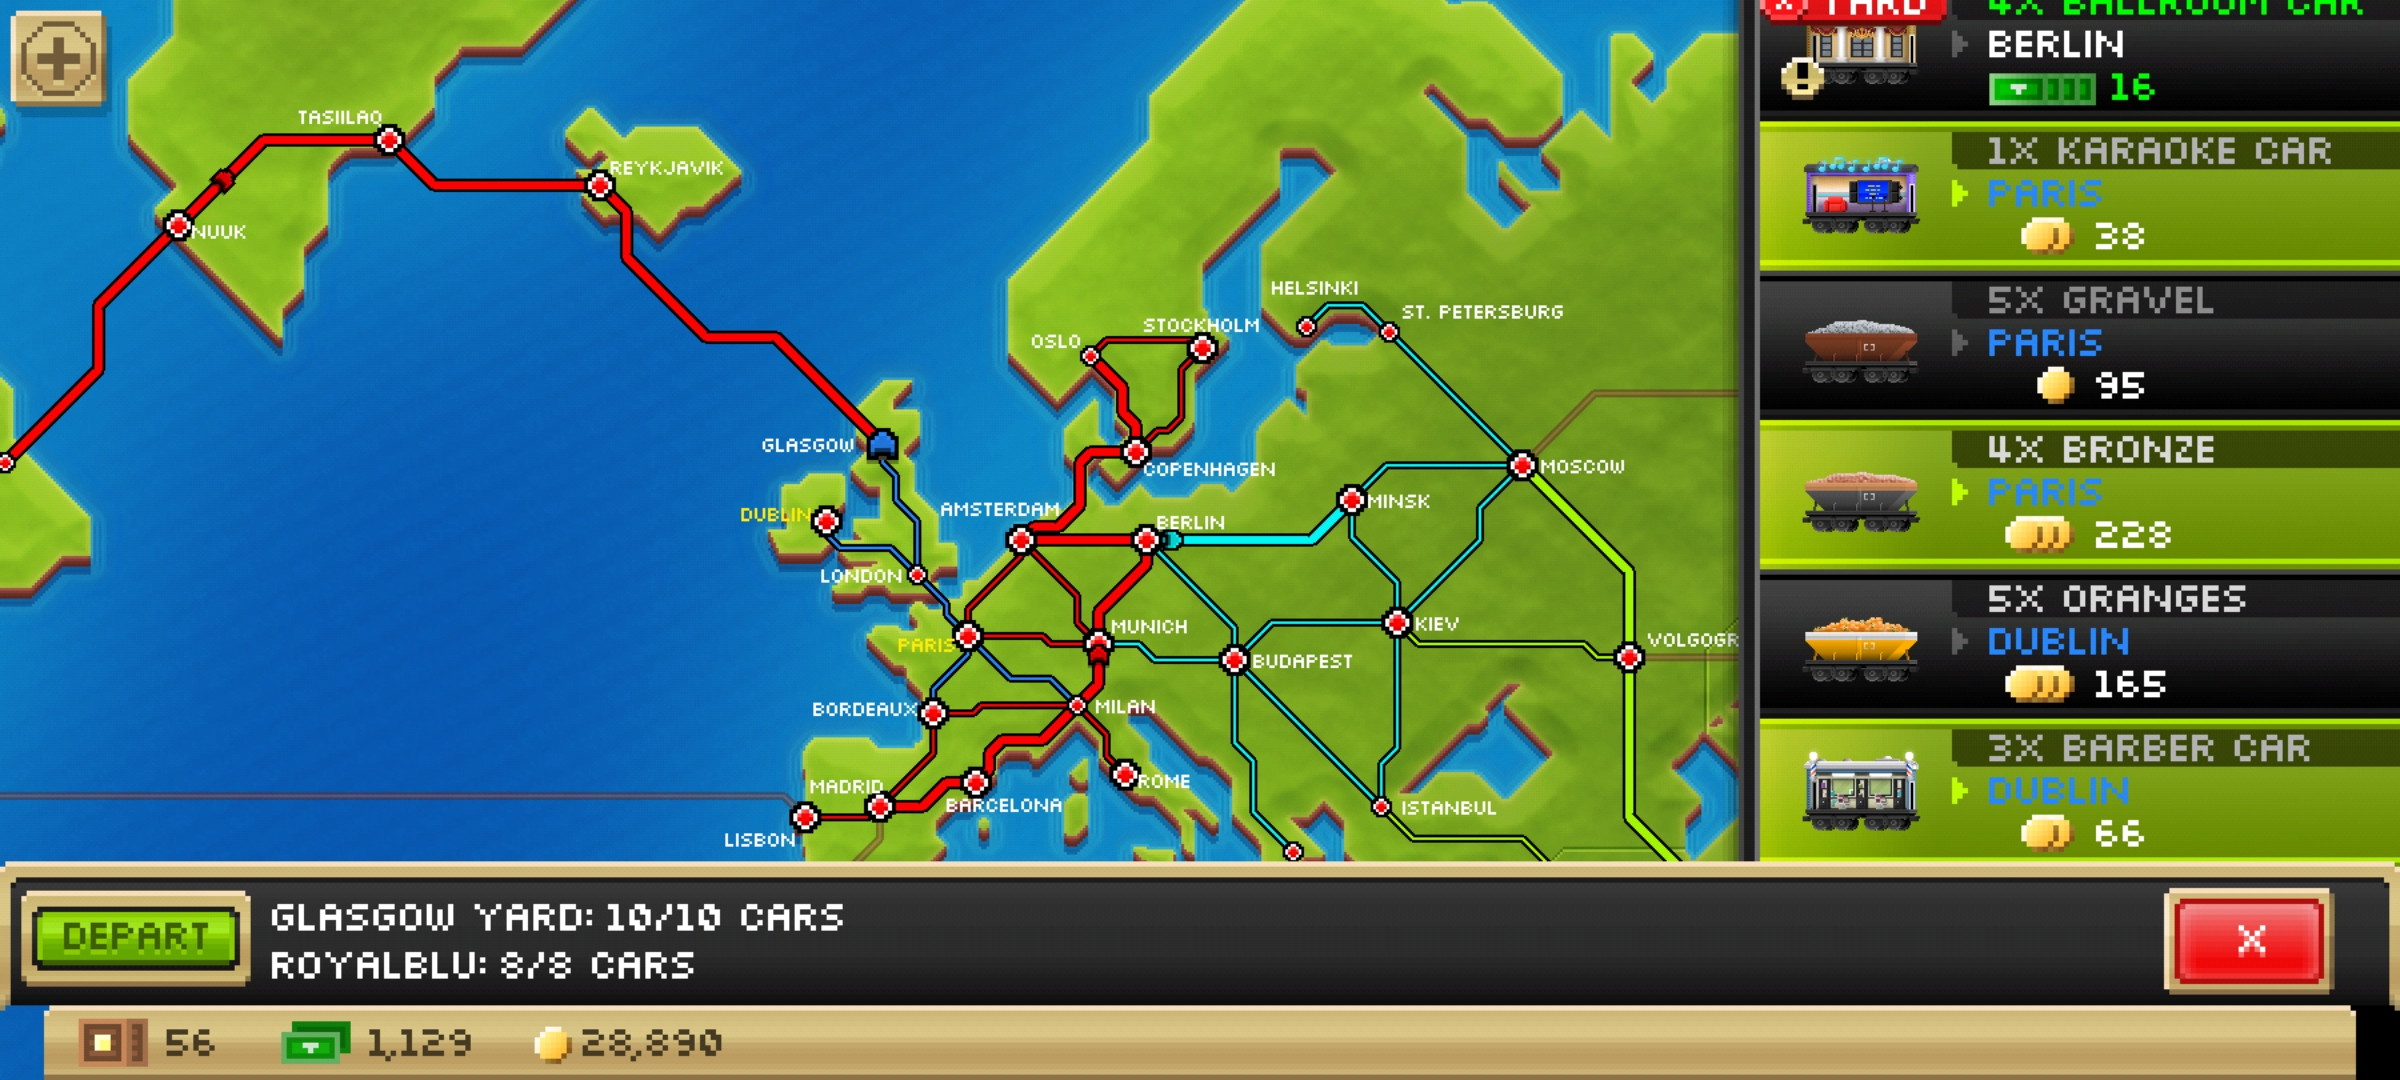 TASIILAQ
REYKJAVIK
NUUK
HELSINKI
ST. PETERSBURG
STOCKHOLM
OSLO
GLASGOW
COPENHAGEN
MOSCOW
MINSK
AMSTERDAM
DUBLIN
BERLIN
LONDON
MUNICH
KIEV
VOLGOGR
PARIS
BUDAPEST
BORDEAUX
MILAN
MADRID
ROME
BARCELONA
ISTANBUL
LISBON
YARD
4X BALLROOM CAR
BERLIN
16
1X KARAOKE CAR
PARIS
38
5X GRAVEL
PARIS
95
4X BRONZE
PARIS
228
5X ORANGES
DUBLIN
165
3X BARBER CAR
DUBLIN
66
DEPART
GLASGOW YARD: 10/10 CARS
ROYALBLU: 8/8 CARS
X
56
1,129
28,890